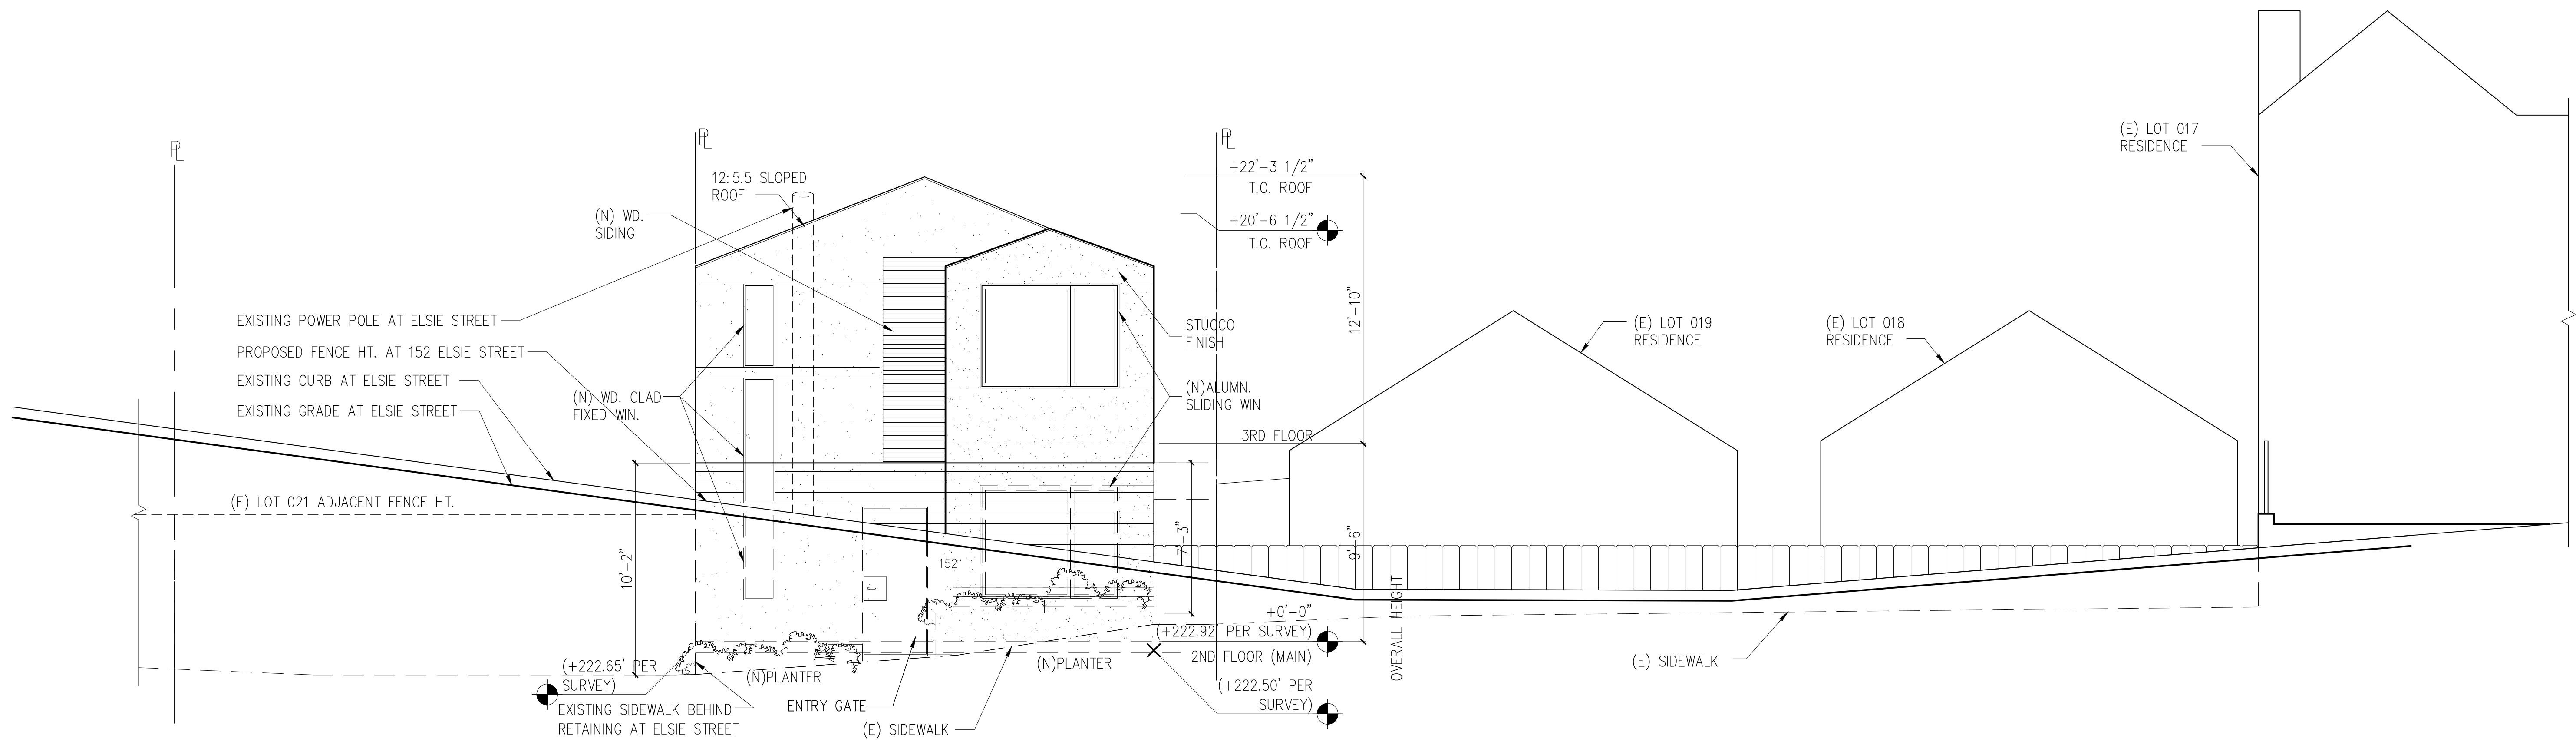 PL
PL
PL
(E) LOT 017
RESIDENCE
+22'-3 1/2"
T.O. ROOF
12:5.5 SLOPED
ROOF
(N) WD.
SIDING
+20'-6 1/2"
T.O. ROOF
EXISTING POWER POLE AT ELSIE STREET
PROPOSED FENCE HT. AT 152 ELSIE STREET
EXISTING CURB AT ELSIE STREET
EXISTING GRADE AT ELSIE STREET
(N) WD. CLAD
FIXED WIN.
STUCCO
FINISH
(N)ALUMN.
SLIDING WIN
12'-10"
(E) LOT 019
RESIDENCE
(E) LOT 018
RESIDENCE
3RD FLOOR
(E) LOT 021 ADJACENT FENCE HT.
10'-2"
152
7'-3"
9'-6"
OVERALL HEIGHT
+0'-0"
(+222.92' PER SURVEY)
2ND FLOOR (MAIN)
(+222.50' PER
SURVEY)
(N)PLANTER
(+222.65' PER
SURVEY)
(N)PLANTER
EXISTING SIDEWALK BEHIND
RETAINING AT ELSIE STREET
ENTRY GATE
(E) SIDEWALK
(E) SIDEWALK